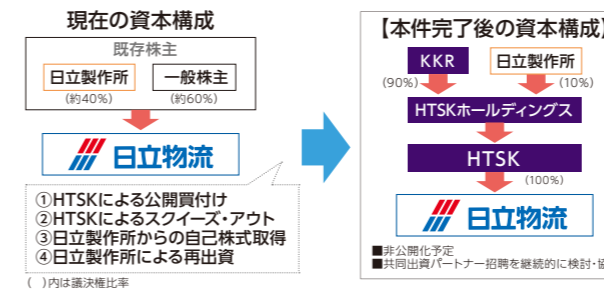 現在の資本構成
既存株主
日立製作所
一般株主
(約40%)
(約60%)
日立物流
①HTSKによる公開買付け
②HTSKによるスクイーズ・アウト
③日立製作所からの自己株式取得
④日立製作所による再出資
( )内は議決権比率
【本件完了後の資本構成】
KKR
日立製作所
(90%)
(10%)
HTSKホールディングス
HTSK
(100%)
日立物流
■非公開化予定
■共同出資パートナー招聘を継続的に検討・